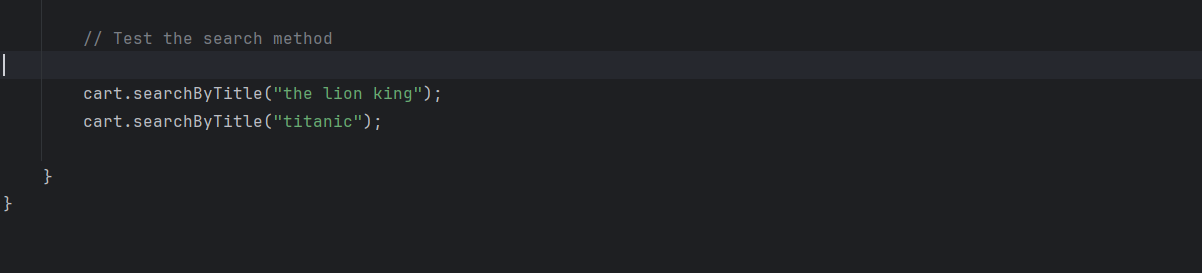 // Test the search method
cart.searchByTitle("the lion king");
cart.searchByTitle("titanic");
}
}